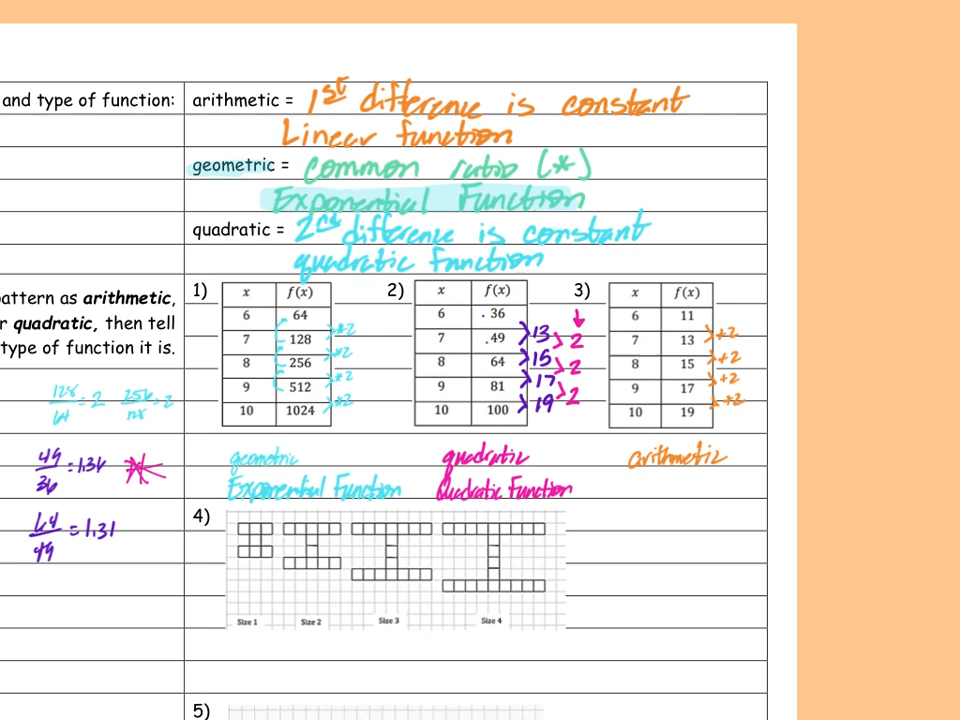 and type of function:
arithmetic = 1st difference is constant
Linear function
geometric = common ratio (*)
Exponential Function
quadratic = 2nd difference is constant
quadratic function
pattern as arithmetic,
r quadratic, then tell
type of function it is.
128/64 = 2 256/128 = 2
49/36 = 1.36
64/49 = 1.31
1)
x f(x)
6 64
7 128
8 256
9 512
10 1024
*2
*2
*2
*2
geometric
Exponential Function
2)
x f(x)
6 . 36
7 .49
8 64
9 81
10 100
13
15
17
19
2
2
2
quadratic
Quadratic Function
3)
x f(x)
6 11
7 13
8 15
9 17
10 19
+2
+2
+2
+2
arithmetic
4)
Size 1 Size 2 Size 3 Size 4
5)